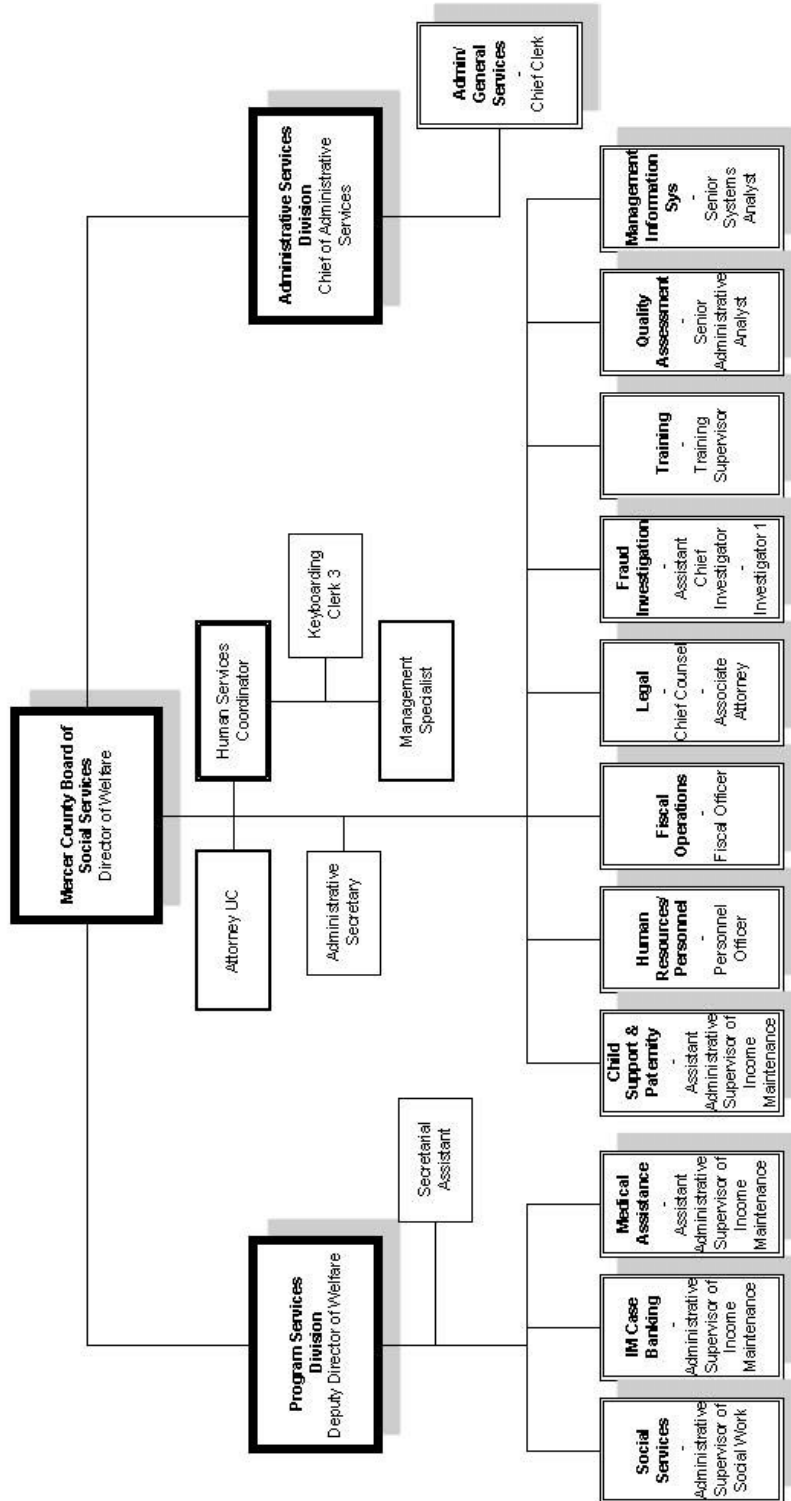 Mercer County Board of
Social Services
Director of Welfare
Program Services
Division
Deputy Director of Welfare
Administrative Services
Division
Chief of Administrative
Services
Attorney UC
Human Services
Coordinator
Administrative
Secretary
Keyboarding
Clerk 3
Management
Specialist
Secretarial
Assistant
Admin/
General
Services
-
Chief Clerk
Social
Services
-
Administrative
Supervisor of
Social Work
IM Case
Banking
-
Administrative
Supervisor of
Income
Maintenance
Medical
Assistance
-
Assistant
Administrative
Supervisor of
Income
Maintenance
Child
Support &
Paternity
-
Assistant
Administrative
Supervisor of
Income
Maintenance
Human
Resources/
Personnel
-
Personnel
Officer
Fiscal
Operations
-
Fiscal Officer
Legal
-
Chief Counsel
-
Associate
Attorney
Fraud
Investigation
-
Assistant
Chief
Investigator
-
Investigator 1
Training
-
Training
Supervisor
Quality
Assessment
-
Senior
Administrative
Analyst
Management
Information
Sys
-
Senior
Systems
Analyst